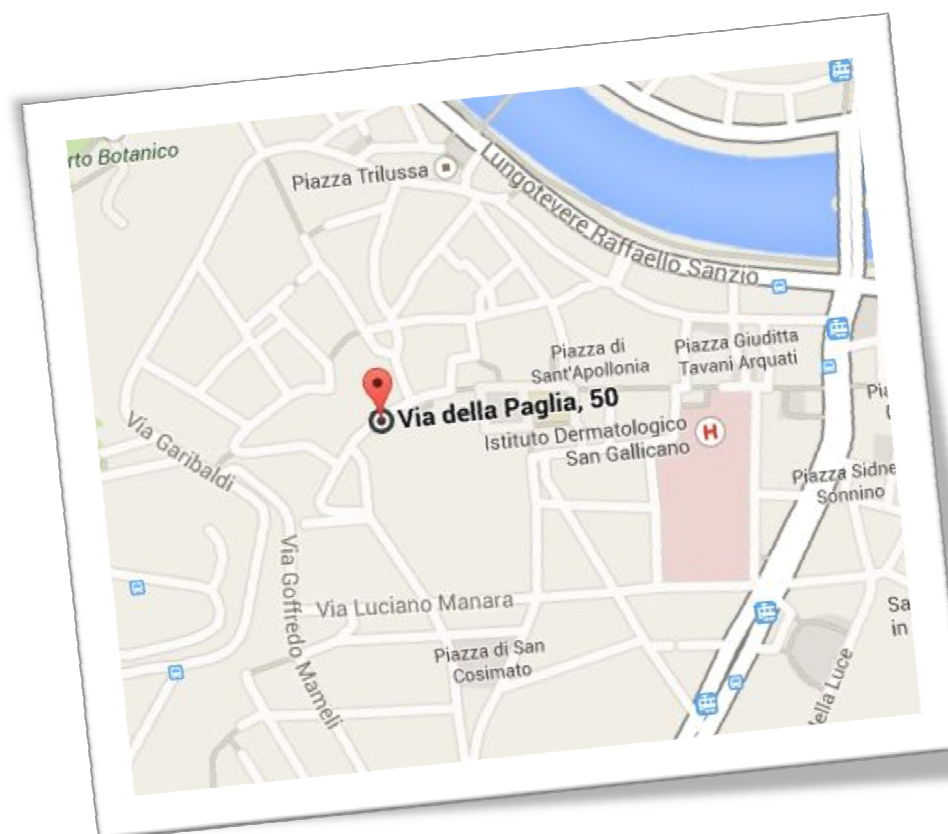 rto Botanico
Piazza Trilussa
Lungotevere Raffaello Sanzio
Piazza di
Sant'Apollonia
Piazza Giuditta
Tavani Arquati
Via della Paglia, 50
Istituto Dermatologico
San Gallicano
H
Via Garibaldi
Piazza Sidne
Sonnino
Via Goffredo Mameli
Via Luciano Manara
Piazza di San
Cosimato
Sa
in
ella Luce